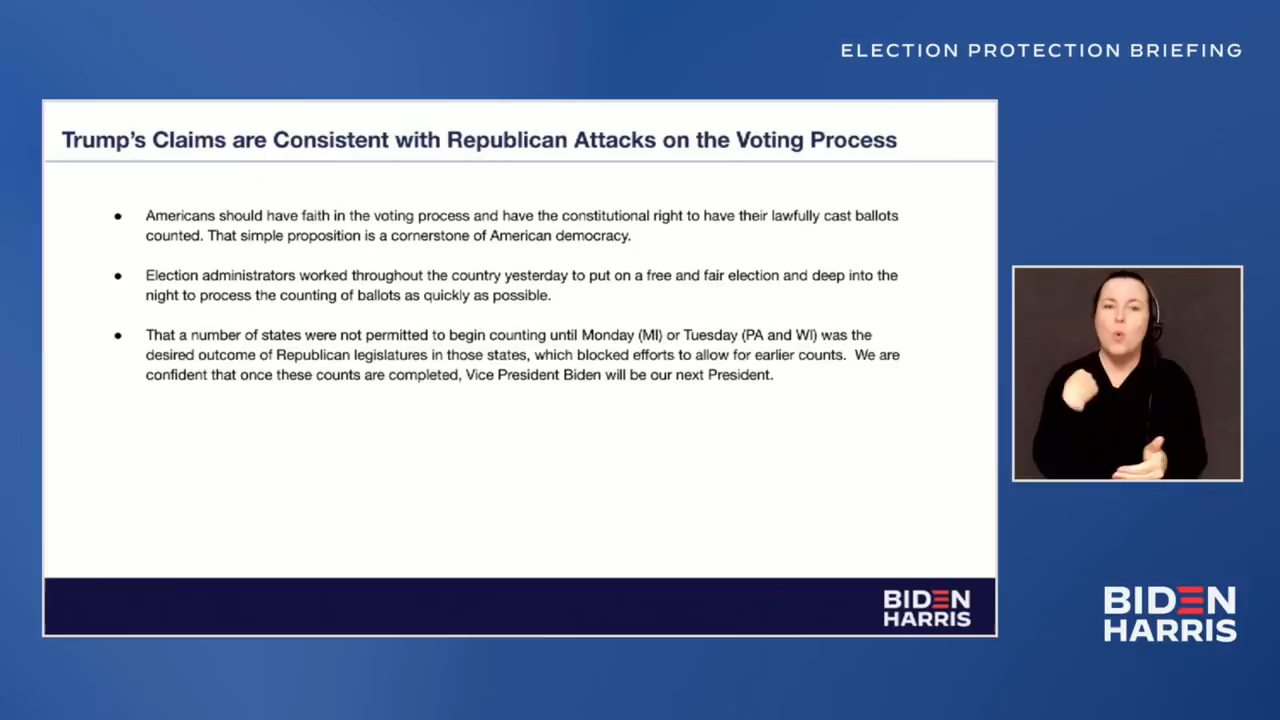 ELECTION PROTECTION BRIEFING
Trump's Claims are Consistent with Republican Attacks on the Voting Process
● Americans should have faith in the voting process and have the constitutional right to have their lawfully cast ballots
counted. That simple proposition is a cornerstone of American democracy.
● Election administrators worked throughout the country yesterday to put on a free and fair election and deep into the
night to process the counting of ballots as quickly as possible.
● That a number of states were not permitted to begin counting until Monday (MI) or Tuesday (PA and WI) was the
desired outcome of Republican legislatures in those states, which blocked efforts to allow for earlier counts. We are
confident that once these counts are completed, Vice President Biden will be our next President.
BIDEN
HARRIS
BIDEN
HARRIS